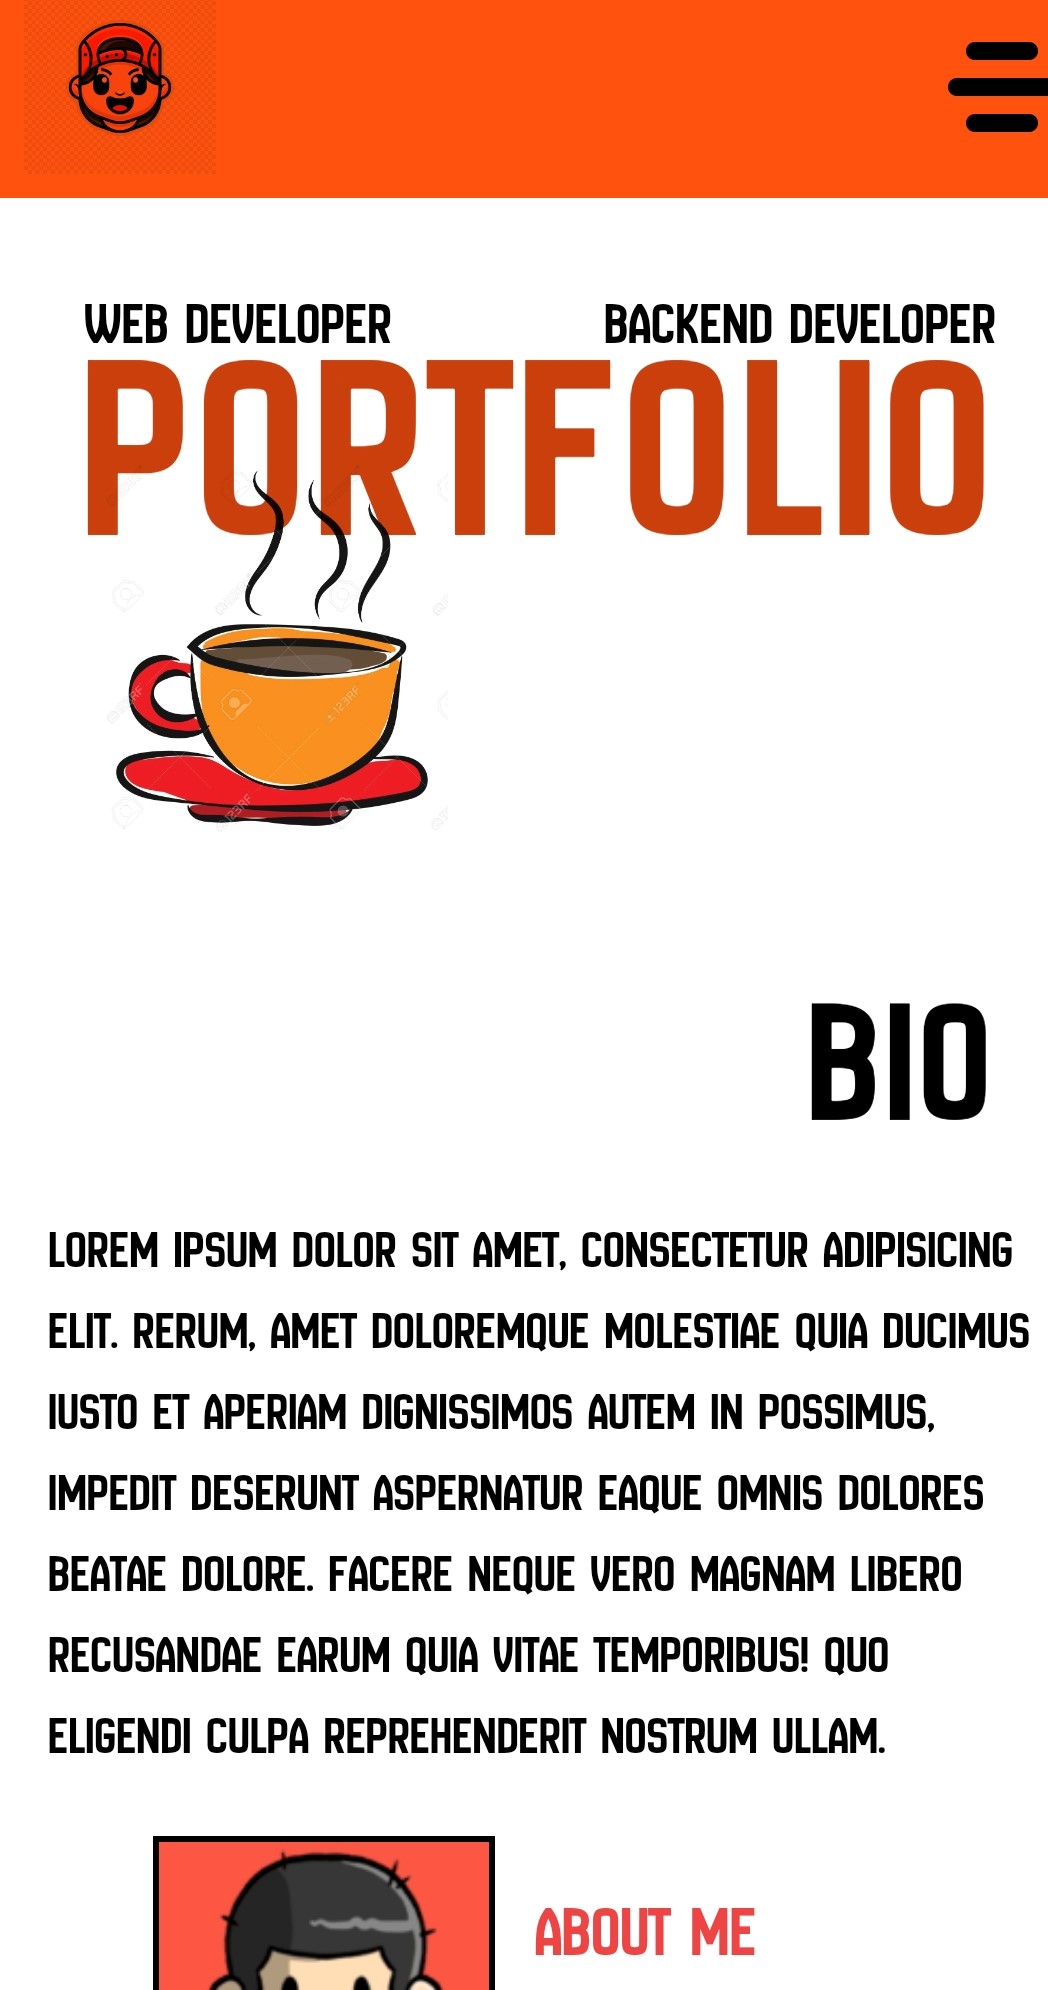 WEB DEVELOPER BACKEND DEVELOPER
PORTFOLIO
123RF
123RF
BIO
LOREM IPSUM DOLOR SIT AMET, CONSECTETUR ADIPISICING
ELIT. RERUM, AMET DOLOREMQUE MOLESTIAE QUIA DUCIMUS
IUSTO ET APERIAM DIGNISSIMOS AUTEM IN POSSIMUS,
IMPEDIT DESERUNT ASPERNATUR EAQUE OMNIS DOLORES
BEATAE DOLORE. FACERE NEQUE VERO MAGNAM LIBERO
RECUSANDAE EARUM QUIA VITAE TEMPORIBUS! QUO
ELIGENDI CULPA REPREHENDERIT NOSTRUM ULLAM.
ABOUT ME